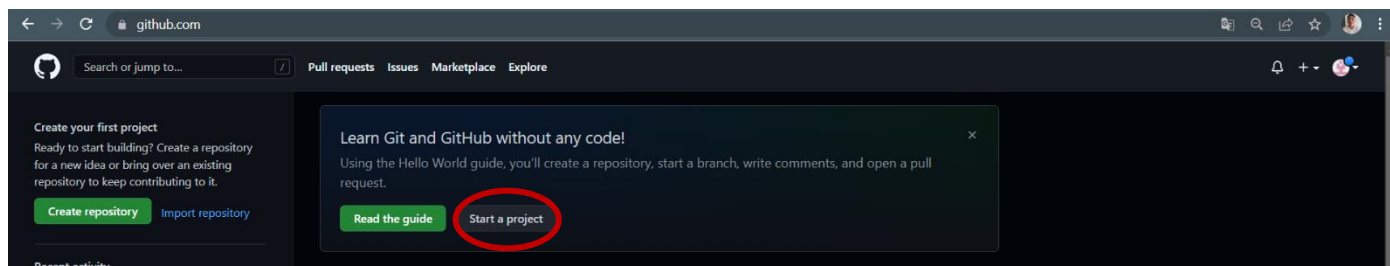 github.com
Search or jump to... /
Pull requests Issues Marketplace Explore
Create your first project
Ready to start building? Create a repository
for a new idea or bring over an existing
repository to keep contributing to it.
Create repository Import repository
Recent activity
Learn Git and GitHub without any code!
Using the Hello World guide, you'll create a repository, start a branch, write comments, and open a pull
request.
Read the guide Start a project